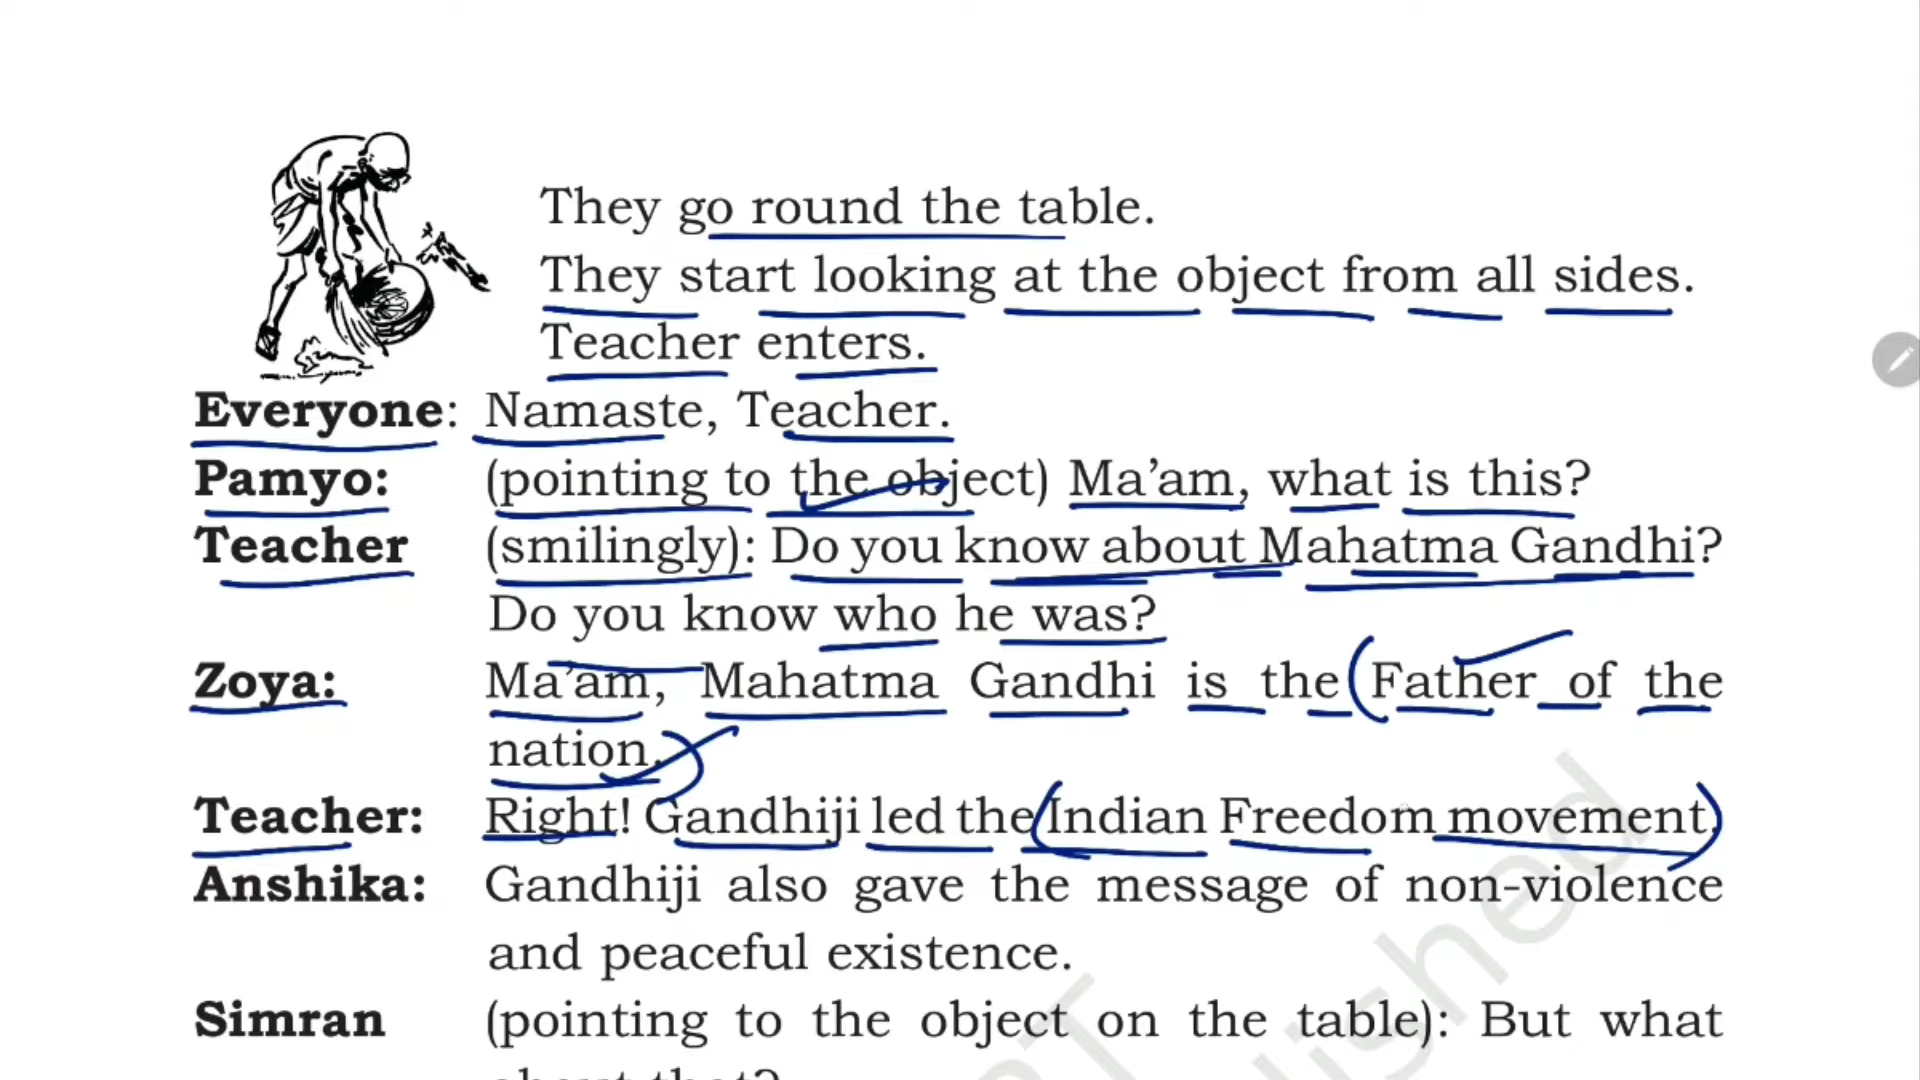 They go round the table.
They start looking at the object from all sides.
Teacher enters.
Everyone: Namaste, Teacher.
Pamyo: (pointing to the object) Ma’am, what is this?
Teacher (smilingly): Do you know about Mahatma Gandhi?
Do you know who he was?
Zoya: Ma’am, Mahatma Gandhi is the Father of the
nation.
Teacher: Right! Gandhiji led the Indian Freedom movement.
Anshika: Gandhiji also gave the message of non-violence
and peaceful existence.
Simran (pointing to the object on the table): But what
about that?